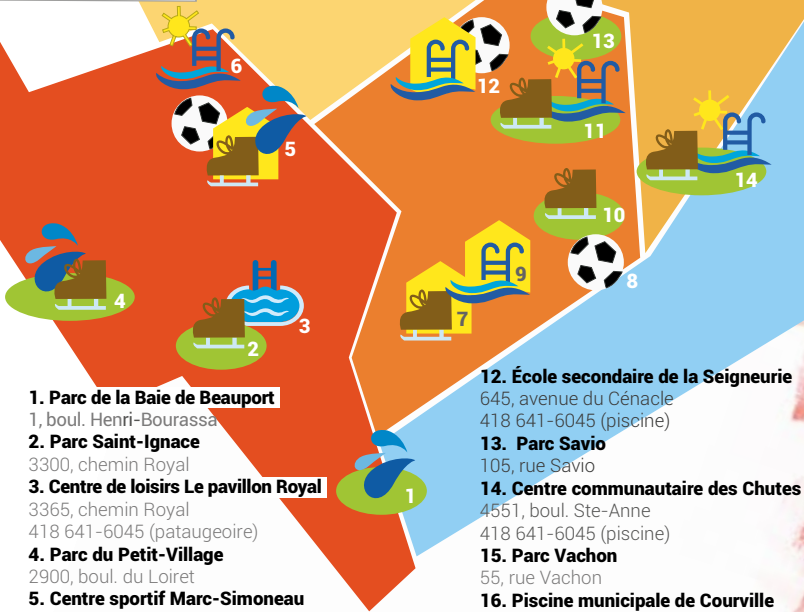 6
13
12
5
11
14
10
4
9
8
3
7
2
1
1. Parc de la Baie de Beauport
1, boul. Henri-Bourassa
2. Parc Saint-Ignace
3300, chemin Royal
3. Centre de loisirs Le pavillon Royal
3365, chemin Royal
418 641-6045 (pataugeoire)
4. Parc du Petit-Village
2900, boul. du Loiret
5. Centre sportif Marc-Simoneau
12. École secondaire de la Seigneurie
645, avenue du Cénacle
418 641-6045 (piscine)
13. Parc Savio
105, rue Savio
14. Centre communautaire des Chutes
4551, boul. Ste-Anne
418 641-6045 (piscine)
15. Parc Vachon
55, rue Vachon
16. Piscine municipale de Courville